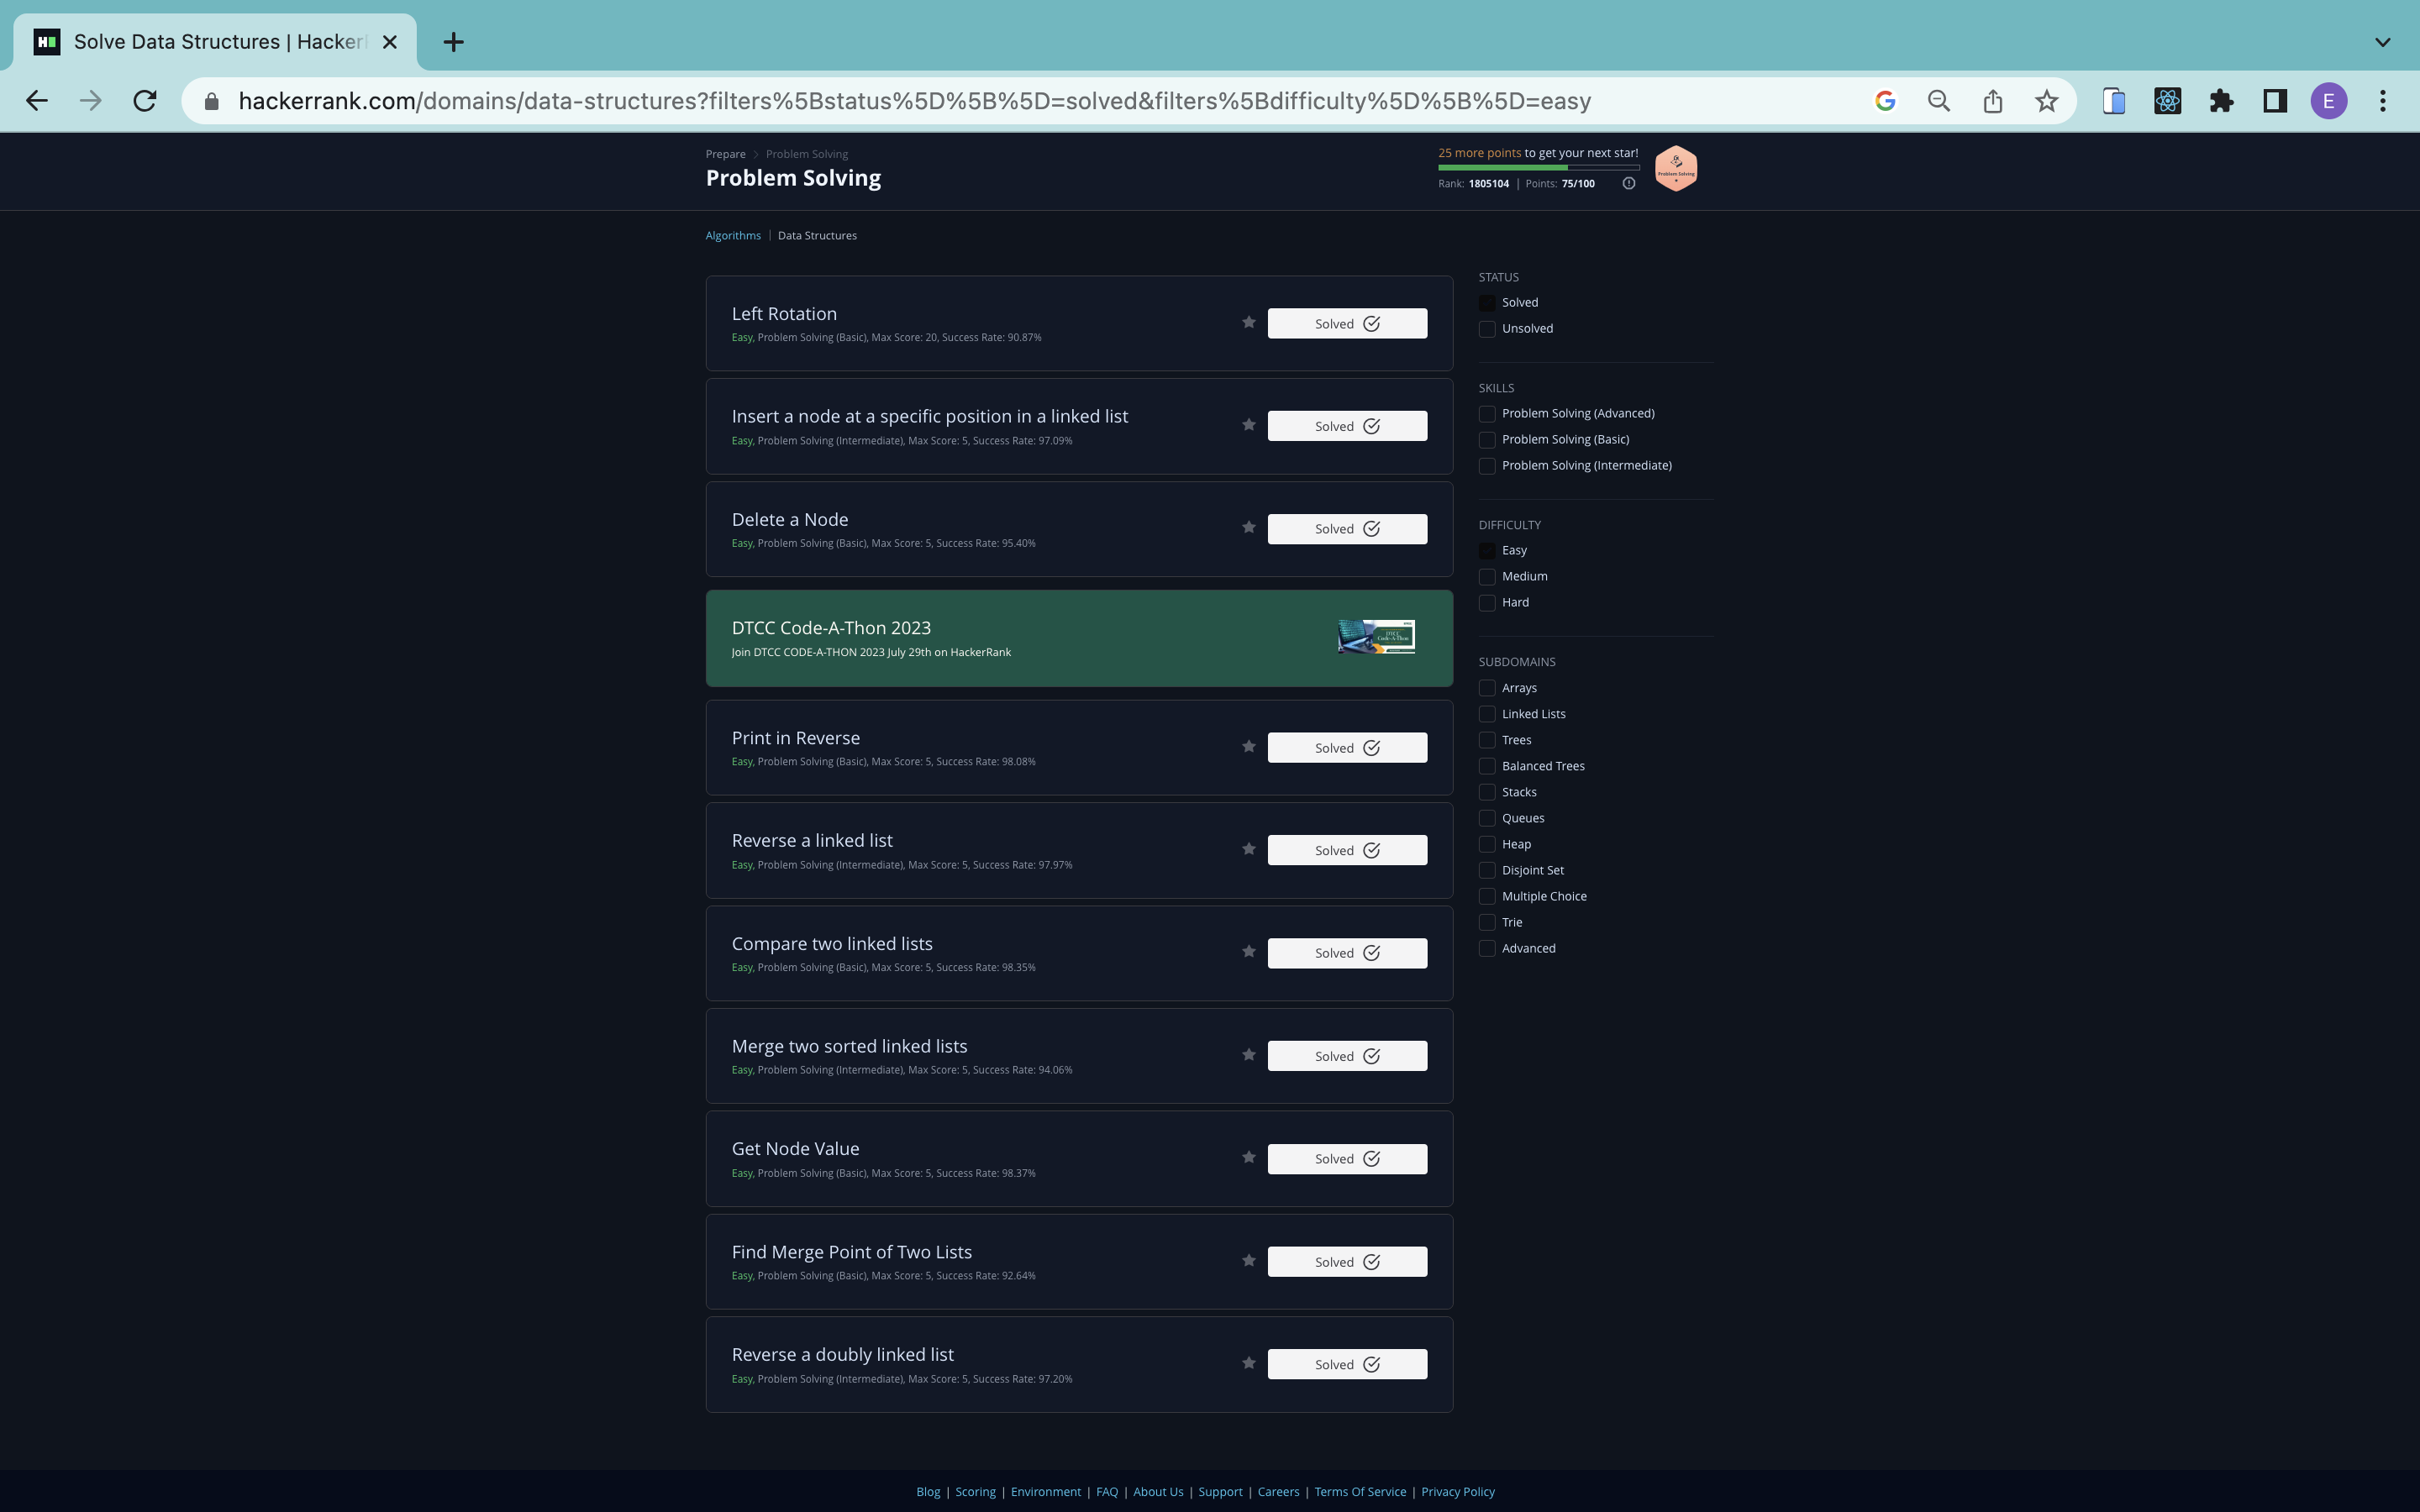 Solve Data Structures | Hacker
hackerrank.com/domains/data-structures?filters%5Bstatus%5D%5B%5D=solved&filters%5Bdifficulty%5D%5B%5D=easy
E
Prepare > Problem Solving
Problem Solving
25 more points to get your next star!
Rank: 1805104 | Points: 75/100
Problem Solving
Algorithms | Data Structures
Left Rotation
Easy, Problem Solving (Basic), Max Score: 20, Success Rate: 90.87%
Solved
Insert a node at a specific position in a linked list
Easy, Problem Solving (Intermediate), Max Score: 5, Success Rate: 97.09%
Solved
Delete a Node
Easy, Problem Solving (Basic), Max Score: 5, Success Rate: 95.40%
Solved
DTCC Code-A-Thon 2023
Join DTCC CODE-A-THON 2023 July 29th on HackerRank
DTCC
Code-A-Thon
Print in Reverse
Easy, Problem Solving (Basic), Max Score: 5, Success Rate: 98.08%
Solved
Reverse a linked list
Easy, Problem Solving (Intermediate), Max Score: 5, Success Rate: 97.97%
Solved
Compare two linked lists
Easy, Problem Solving (Basic), Max Score: 5, Success Rate: 98.35%
Solved
Merge two sorted linked lists
Easy, Problem Solving (Intermediate), Max Score: 5, Success Rate: 94.06%
Solved
Get Node Value
Easy, Problem Solving (Basic), Max Score: 5, Success Rate: 98.37%
Solved
Find Merge Point of Two Lists
Easy, Problem Solving (Basic), Max Score: 5, Success Rate: 92.64%
Solved
Reverse a doubly linked list
Easy, Problem Solving (Intermediate), Max Score: 5, Success Rate: 97.20%
Solved
STATUS
Solved
Unsolved
SKILLS
Problem Solving (Advanced)
Problem Solving (Basic)
Problem Solving (Intermediate)
DIFFICULTY
Easy
Medium
Hard
SUBDOMAINS
Arrays
Linked Lists
Trees
Balanced Trees
Stacks
Queues
Heap
Disjoint Set
Multiple Choice
Trie
Advanced
Blog | Scoring | Environment | FAQ | About Us | Support | Careers | Terms Of Service | Privacy Policy